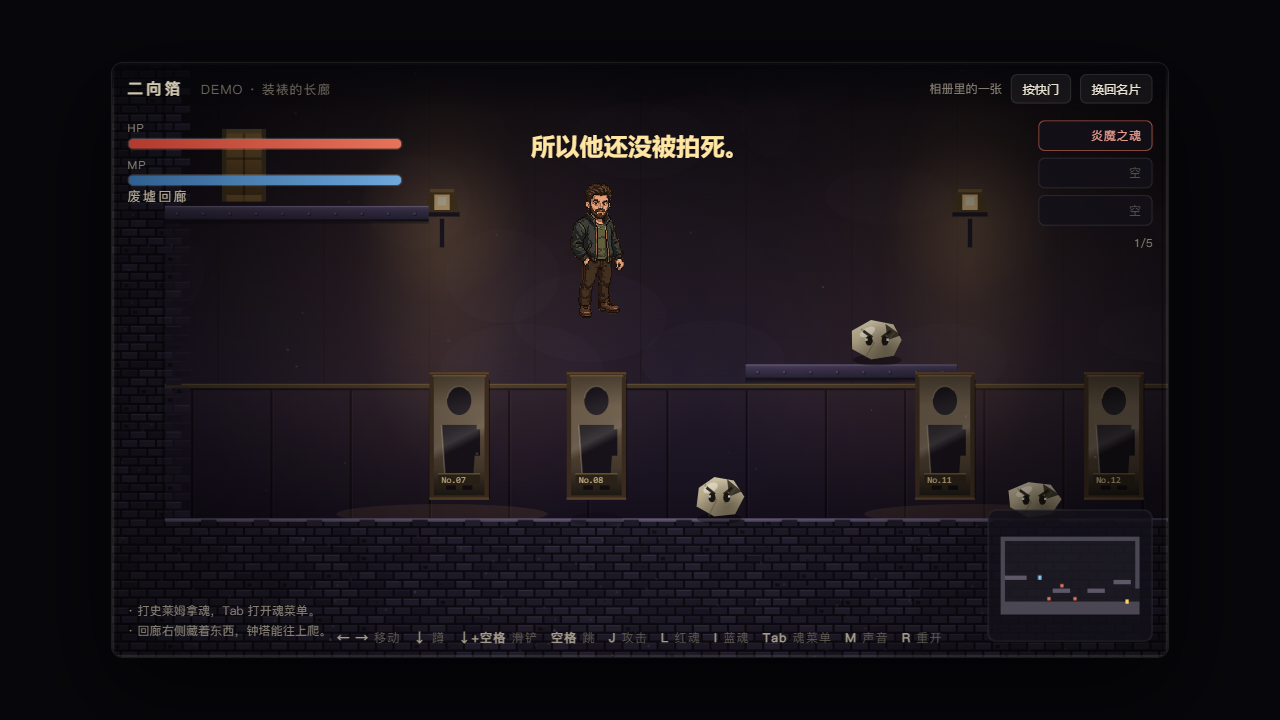 二向箔 DEMO · 装裱的长廊
相册里的一张 按快门 换回名片
HP
MP
废墟回廊
所以他还没被拍死。
炎魔之魂
空
空
1/5
No.07
No.08
No.11
No.12
· 打史莱姆拿魂，Tab 打开魂菜单。
· 回廊右侧藏着东西，钟塔能往上爬。
← → 移动 ↓ 蹲 ↓+空格 滑铲 空格 跳 J 攻击 L 红魂 I 蓝魂 Tab 魂菜单 M 声音 R 重开